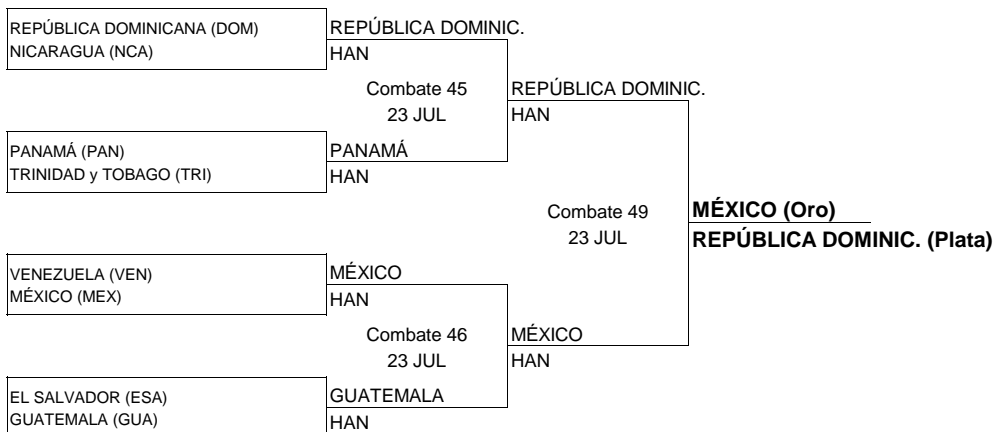 REPÚBLICA DOMINICANA (DOM)
NICARAGUA (NCA)
REPÚBLICA DOMINIC.
HAN
Combate 45
23 JUL
REPÚBLICA DOMINIC.
HAN
PANAMÁ (PAN)
TRINIDAD y TOBAGO (TRI)
PANAMÁ
HAN
Combate 49
23 JUL
MÉXICO (Oro)
REPÚBLICA DOMINIC. (Plata)
VENEZUELA (VEN)
MÉXICO (MEX)
MÉXICO
HAN
Combate 46
23 JUL
MÉXICO
HAN
EL SALVADOR (ESA)
GUATEMALA (GUA)
GUATEMALA
HAN